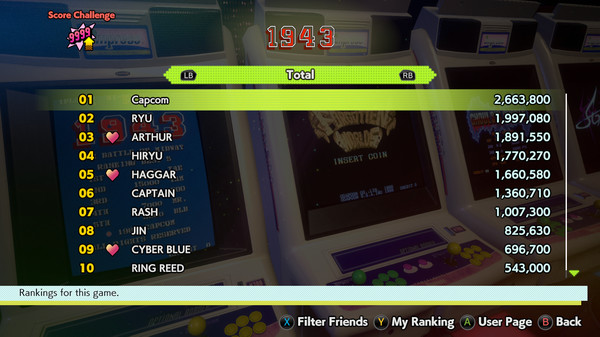 Score Challenge
9999
1943
LB Total RB
01 Capcom 2,663,800
02 RYU 1,997,080
03 ARTHUR 1,891,550
04 HIRYU 1,770,270
05 HAGGAR 1,660,580
06 CAPTAIN 1,360,710
07 RASH 1,007,300
08 JIN 825,630
09 CYBER BLUE 696,700
10 RING REED 543,000
INSERT COIN
Rankings for this game.
X Filter Friends Y My Ranking A User Page B Back